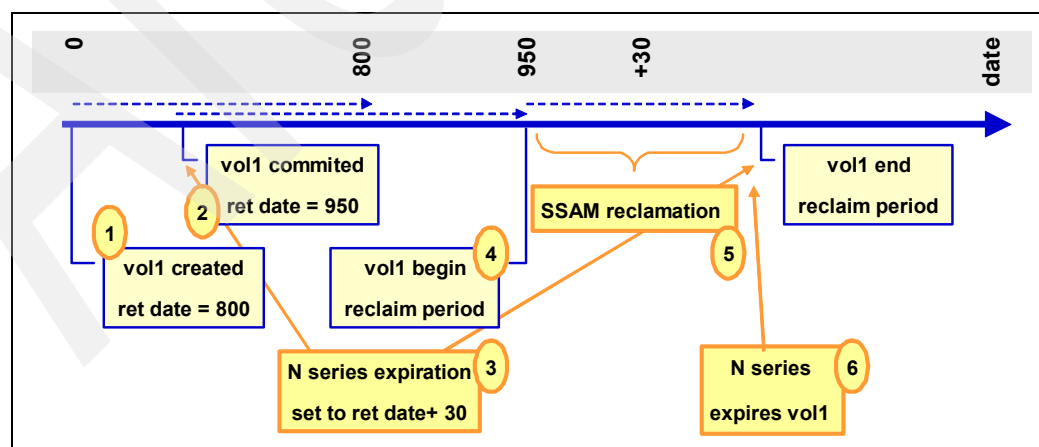 0
800
950
+30
date
vol1 commited
ret date = 950
2
1
vol1 created
ret date = 800
vol1 begin
reclaim period
4
SSAM reclamation
5
vol1 end
reclaim period
N series expiration
set to ret date+ 30
3
N series
expires vol1
6